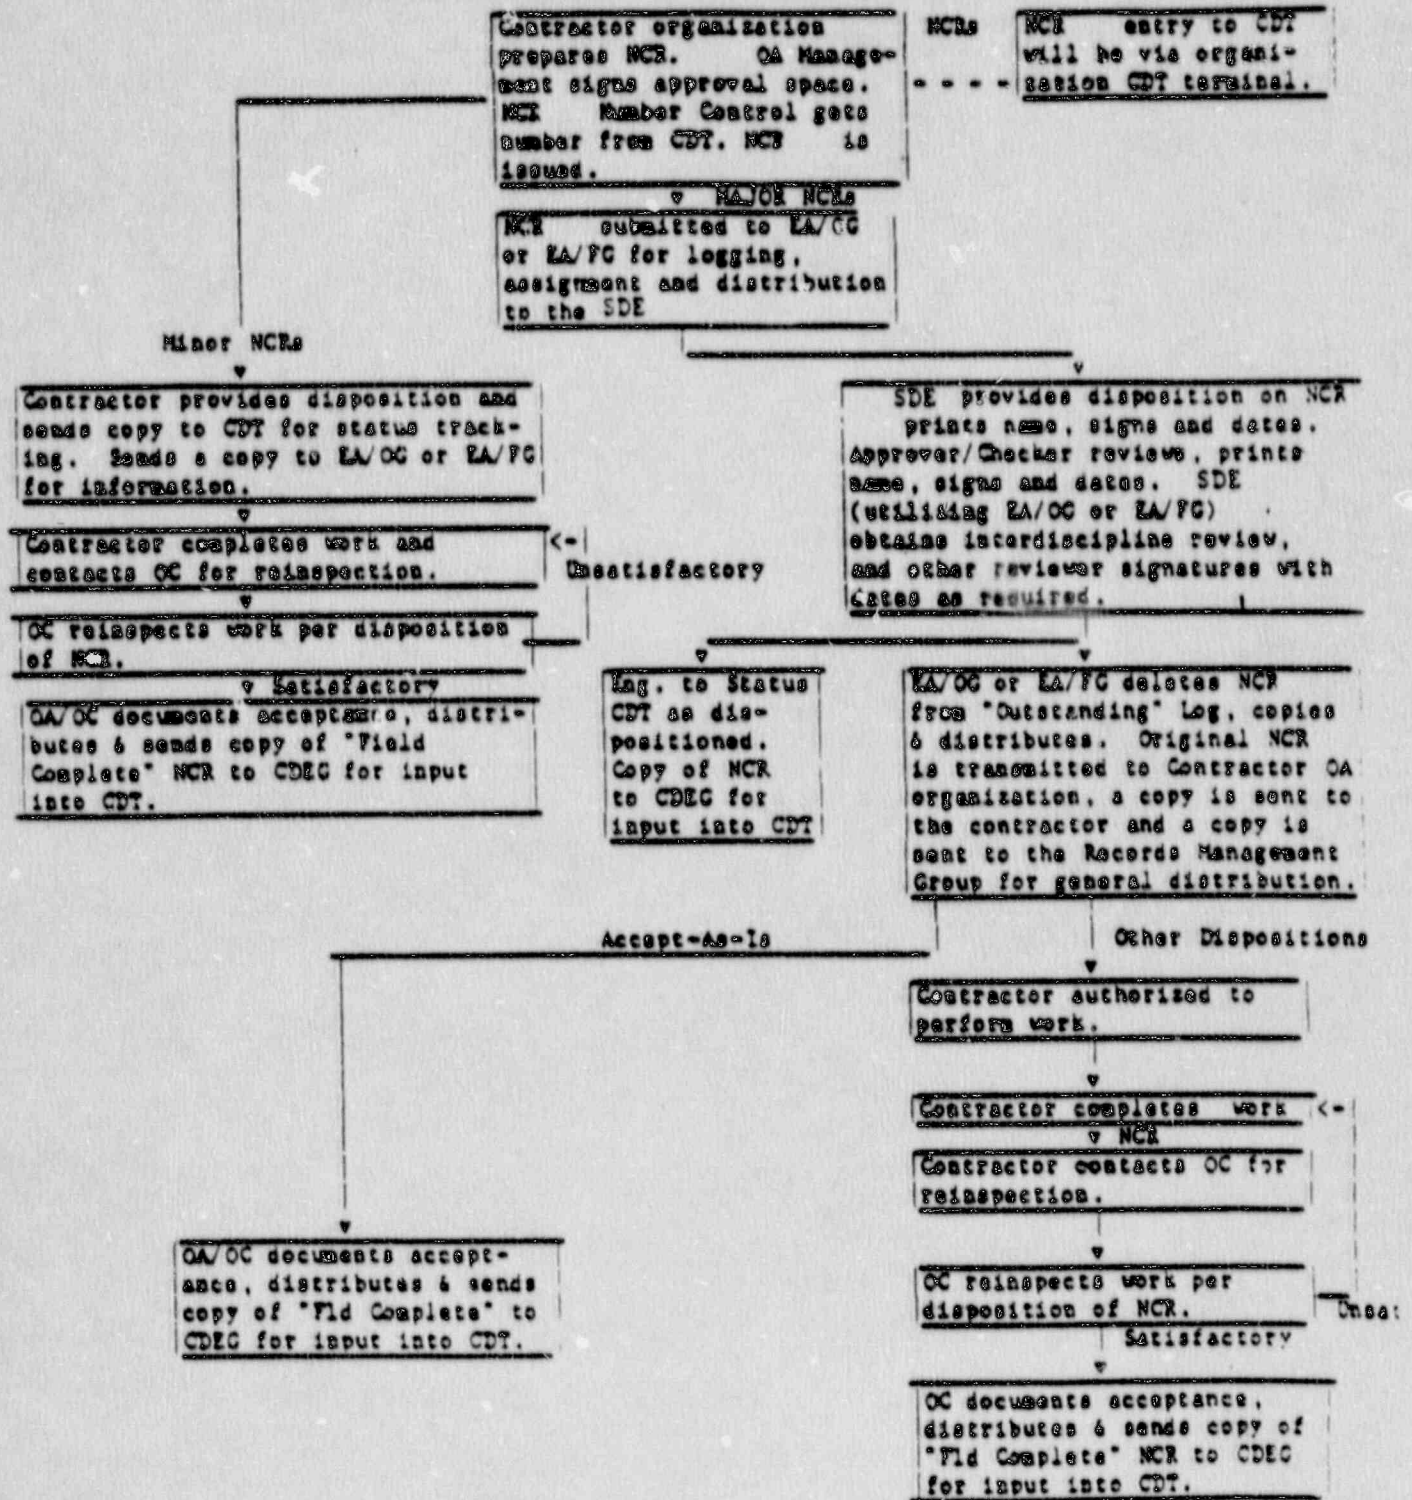 Contractor organization
prepares NCR. QA Manage-
ment signs approval space.
NCR Number Control gets
number from CDT. NCR is
issued.
NCRs
NCR entry to CDT
will be via organi-
zation CDT terminal.
MAJOR NCRs
NCR submitted to EA/OG
or EA/FG for logging,
assignment and distribution
to the SDE
Minor NCRs
Contractor provides disposition and
sends copy to CDT for status track-
ing. Sends a copy to EA/OG or EA/FG
for information.
Contractor completes work and
contacts QC for reinspection.
<-
Unsatisfactory
QC reinspects work per disposition
of NCR.
Satisfactory
QA/QC documents acceptance, distri-
butes & sends copy of "Field
Complete" NCR to CDEG for input
into CDT.
SDE provides disposition on NCR
prints name, signs and dates.
Approver/Checker reviews, prints
name, signs and dates. SDE
(utilizing EA/OG or EA/FG)
obtains interdiscipline review,
and other reviewer signatures with
dates as required.
Eng. to Status
CDT as dis-
positioned.
Copy of NCR
to CDEG for
input into CDT
EA/OG or EA/FG deletes NCR
from "Outstanding" Log, copies
& distributes. Original NCR
is transmitted to Contractor QA
organization, a copy is sent to
the contractor and a copy is
sent to the Records Management
Group for general distribution.
Accept-As-Is
Other Dispositions
Contractor authorized to
perform work.
Contractor completes work <-
NCR
Contractor contacts QC for
reinspection.
QC reinspects work per
disposition of NCR.
Unsat
Satisfactory
QA/QC documents accept-
ance, distributes & sends
copy of "Fld Complete" to
CDEG for input into CDT.
QC documents acceptance,
distributes & sends copy of
"Fld Complete" NCR to CDEG
for input into CDT.